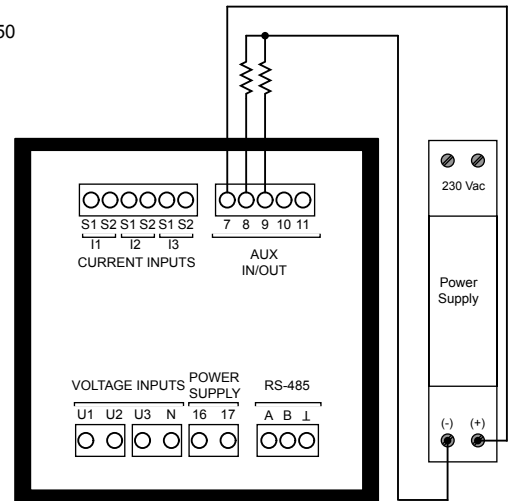 50
S1 S2 S1 S2 S1 S2
I1 I2 I3
CURRENT INPUTS
7 8 9 10 11
AUX
IN/OUT
230 Vac
Power
Supply
(-) (+)
VOLTAGE INPUTS
U1 U2 U3 N
POWER
SUPPLY
16 17
RS-485
A B ⊥